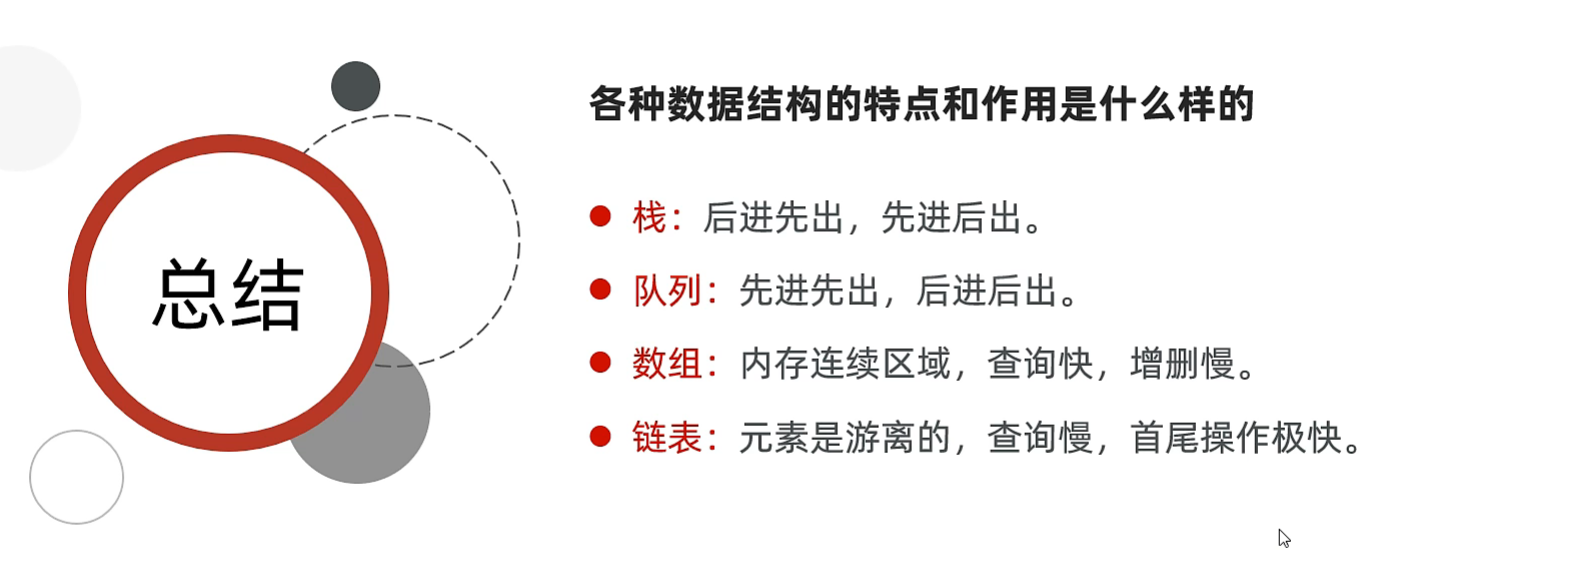 总结
各种数据结构的特点和作用是什么样的
栈：后进先出，先进后出。
队列：先进先出，后进后出。
数组：内存连续区域，查询快，增删慢。
链表：元素是游离的，查询慢，首尾操作极快。